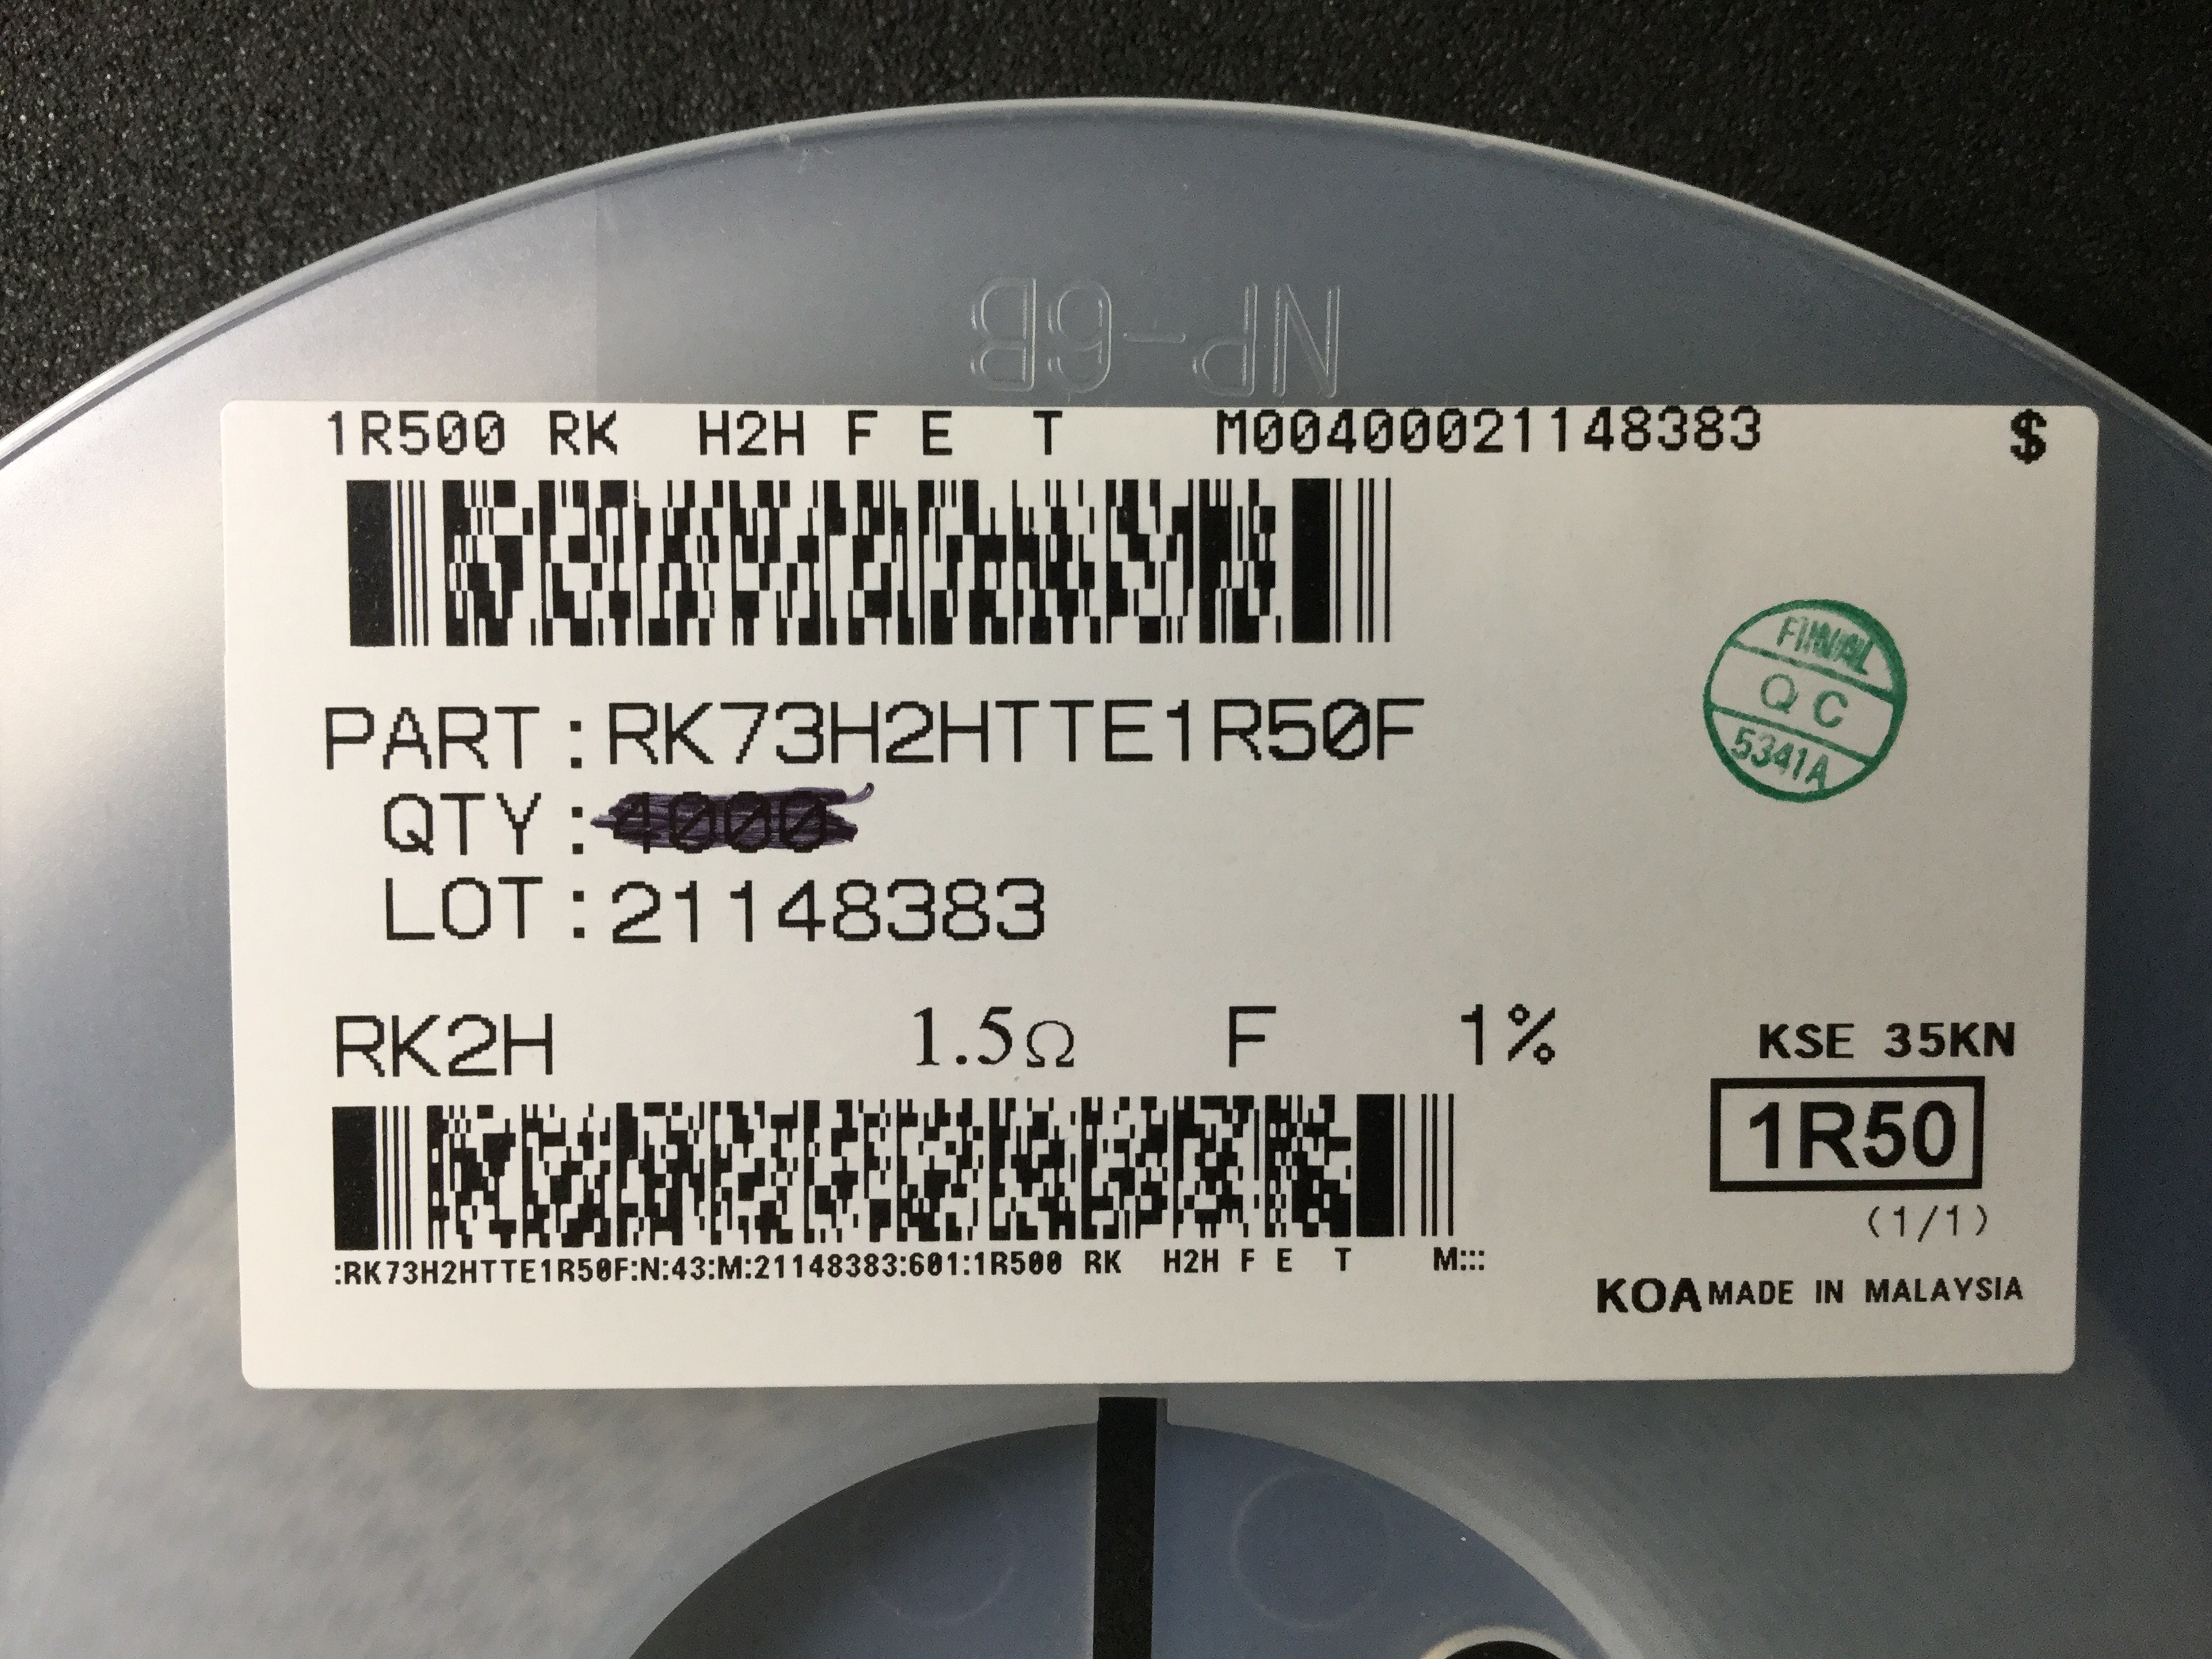 NP-6B
1R500 RK H2H F E T M00400021148383 $
PART:RK73H2HTTE1R50F
QTY:4000
LOT:21148383
FINAL
QC
5341A
RK2H 1.5Ω F 1%
KSE 35KN
1R50
(1/1)
:RK73H2HTTE1R50F:N:43:M:21148383:601:1R500 RK H2H F E T M:::
KOA MADE IN MALAYSIA